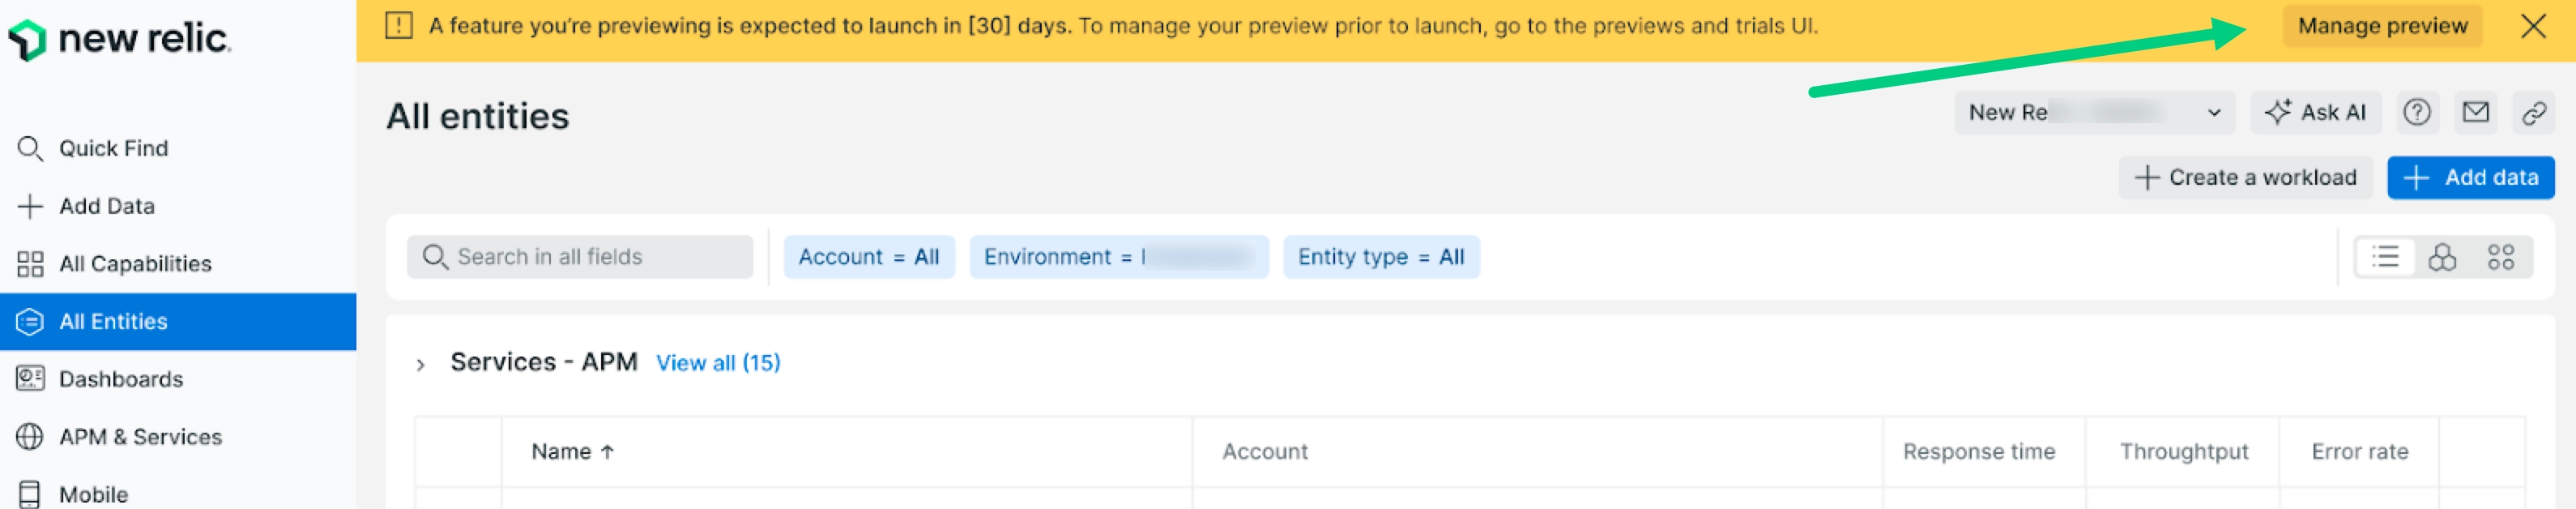 new relic.
A feature you're previewing is expected to launch in [30] days. To manage your preview prior to launch, go to the previews and trials UI.
Manage preview
All entities
New Re
Ask AI
Quick Find
Create a workload
Add data
Add Data
Search in all fields
Account = All
Environment =
Entity type = All
All Capabilities
All Entities
Services - APM View all (15)
Dashboards
APM & Services
Name ↑
Account
Response time
Throughtput
Error rate
Mobile